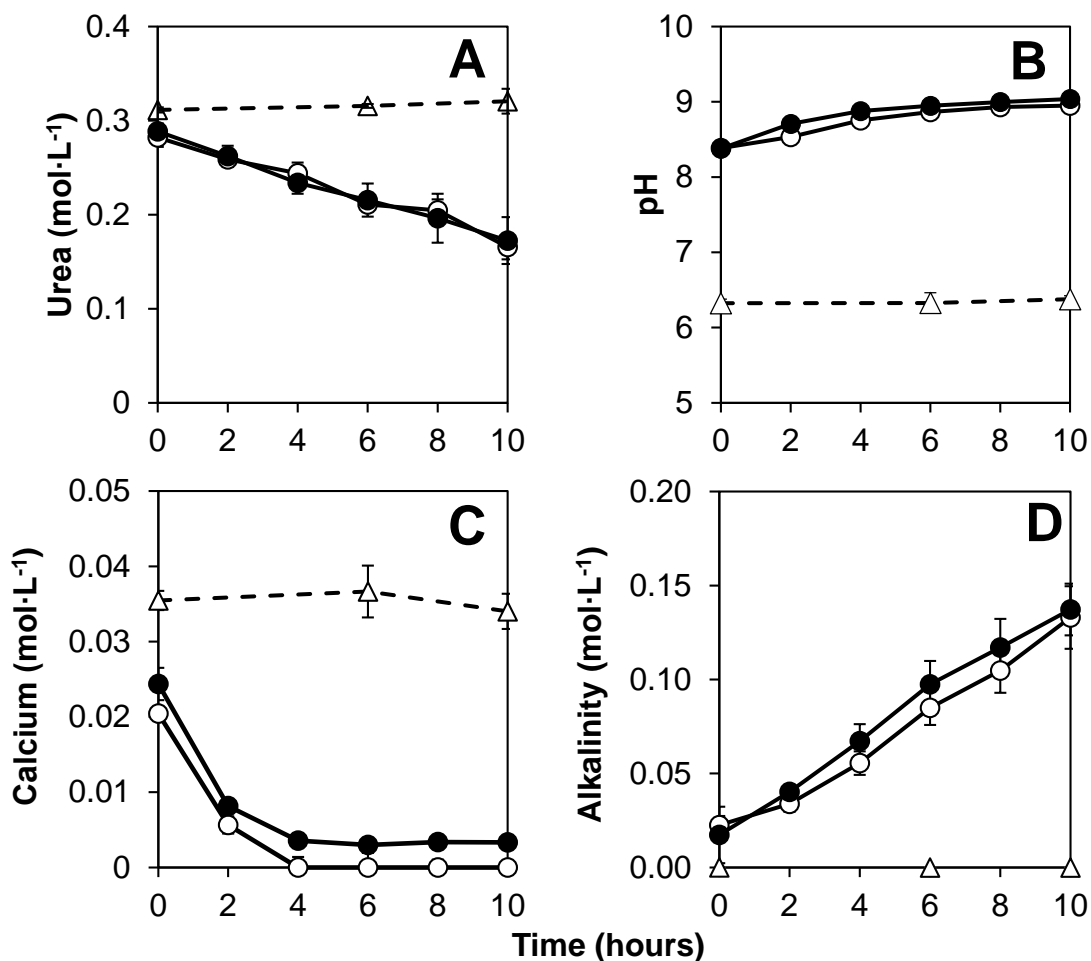 A
Urea (mol·L-1)
0.4
0.3
0.2
0.1
0
0 2 4 6 8 10
B
pH
10
9
8
7
6
5
0 2 4 6 8 10
C
Calcium (mol·L-1)
0.05
0.04
0.03
0.02
0.01
0
0 2 4 6 8 10
D
Alkalinity (mol·L-1)
0.20
0.15
0.10
0.05
0.00
0 2 4 6 8 10
Time (hours)